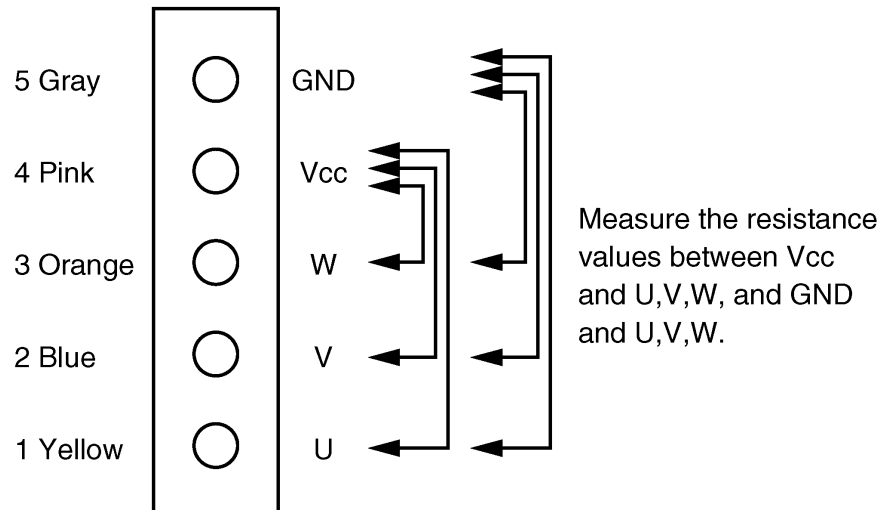 5 Gray GND
4 Pink Vcc
3 Orange W
2 Blue V
1 Yellow U
Measure the resistance
values between Vcc
and U,V,W, and GND
and U,V,W.